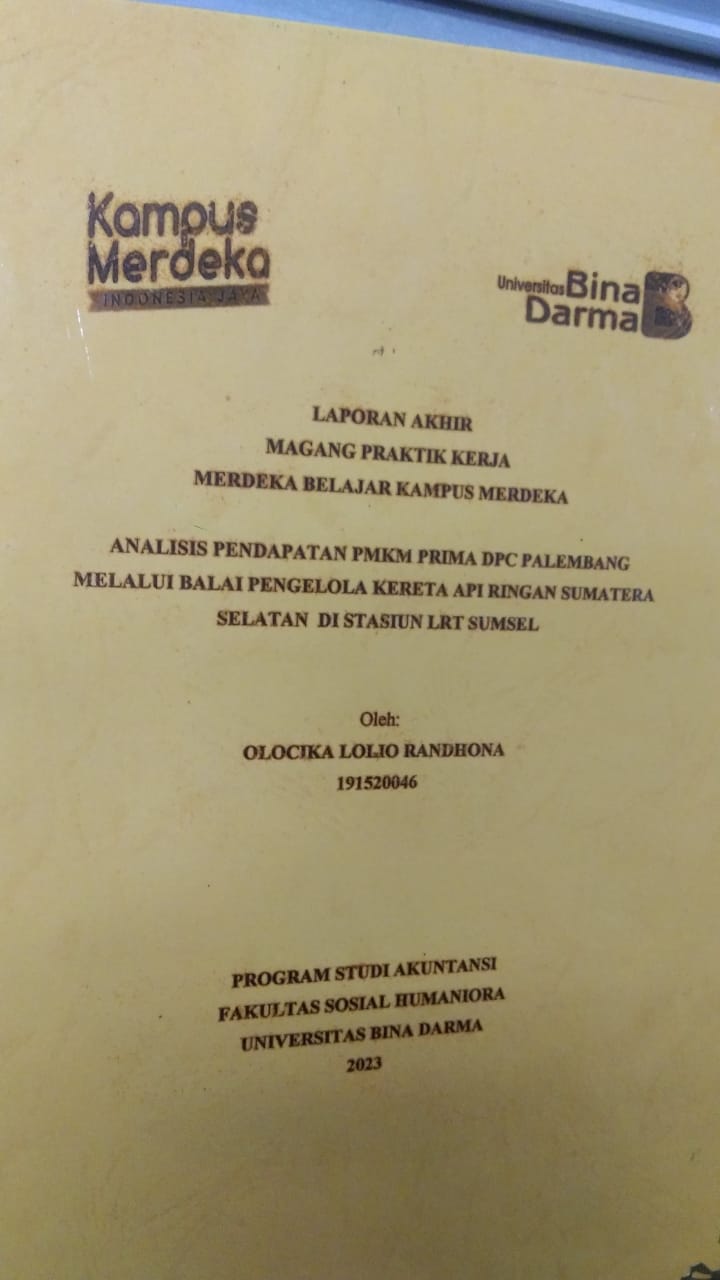 Kampus
Merdeka
INDONESIA JAYA
Universitas Bina
Darma
LAPORAN AKHIR
MAGANG PRAKTIK KERJA
MERDEKA BELAJAR KAMPUS MERDEKA
ANALISIS PENDAPATAN PMKM PRIMA DPC PALEMBANG
MELALUI BALAI PENGELOLA KERETA API RINGAN SUMATERA
SELATAN DI STASIUN LRT SUMSEL
Oleh:
OLOCIKA LOLIO RANDHONA
191520046
PROGRAM STUDI AKUNTANSI
FAKULTAS SOSIAL HUMANIORA
UNIVERSITAS BINA DARMA
2023